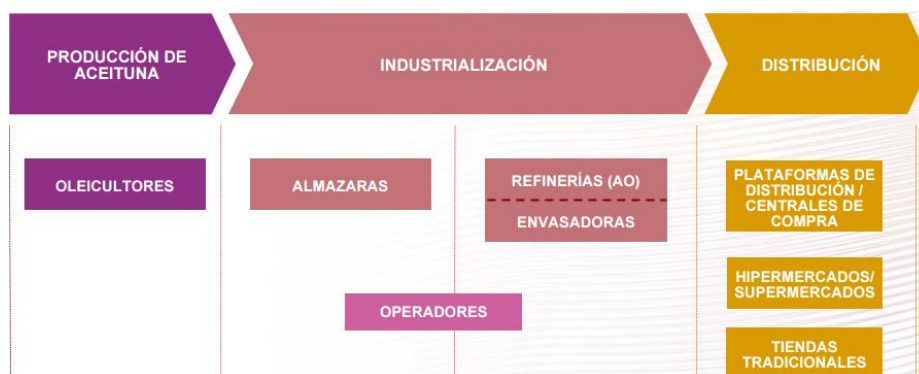 PRODUCCIÓN DE
ACEITUNA
INDUSTRIALIZACIÓN
DISTRIBUCIÓN
OLEICULTORES
ALMAZARAS
REFINERÍAS (AO)
ENVASADORAS
PLATAFORMAS DE
DISTRIBUCIÓN /
CENTRALES DE
COMPRA
OPERADORES
HIPERMERCADOS/
SUPERMERCADOS
TIENDAS
TRADICIONALES